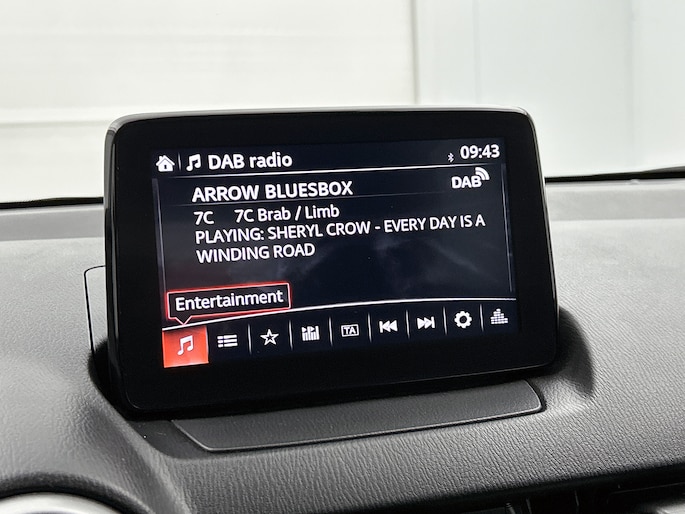 DAB radio
09:43
ARROW BLUESBOX
DAB
7C 7C Brab / Limb
PLAYING: SHERYL CROW - EVERY DAY IS A
WINDING ROAD
Entertainment
TA